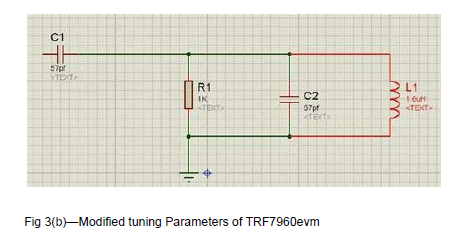 C1
57pf
<TEXT>
R1
1K
<TEXT>
C2
57pf
<TEXT>
L1
1.6uH
<TEXT>
Fig 3(b)—Modified tuning Parameters of TRF7960evm